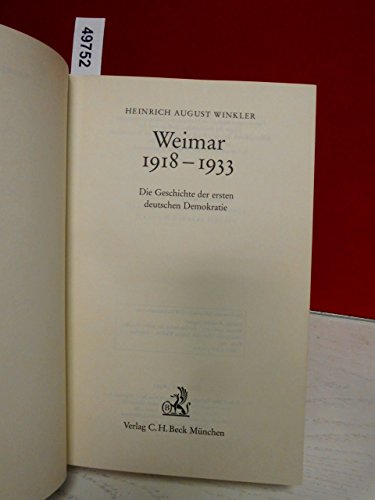 49752
HEINRICH AUGUST WINKLER
Weimar
1918–1933
Die Geschichte der ersten
deutschen Demokratie
Verlag C. H. Beck München